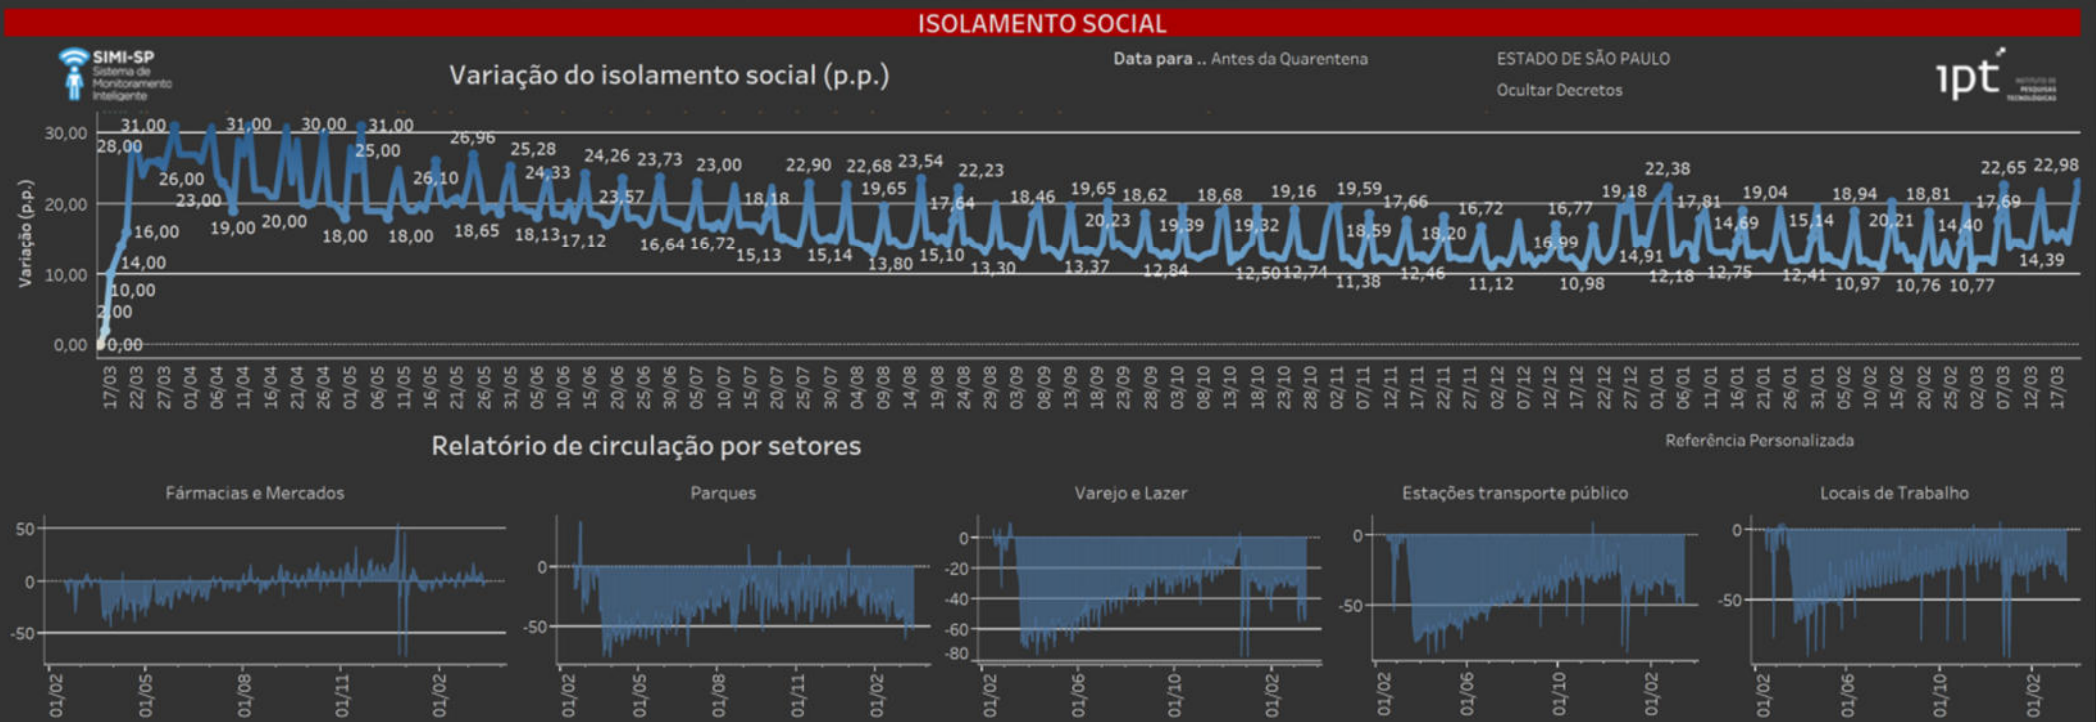 ISOLAMENTO SOCIAL
SIMI-SP
Sistema de
Monitoramento
Inteligente
Variação do isolamento social (p.p.)
Data para .. Antes da Quarentena
ESTADO DE SÃO PAULO
Ocultar Decretos
ipt
INSTITUTO DE
PESQUISAS
TECNOLÓGICAS
Variação (p.p.)
30,00
20,00
10,00
0,00
31,00 31,00 30,00 31,00
28,00 25,00 26,96 25,28 24,26 23,73 23,00 22,90 22,68 23,54 22,23 22,38 22,65 22,98
26,00 26,10 24,33 23,57 18,18 19,65 17,64 18,46 19,65 18,62 18,68 19,16 19,59 17,66 16,72 16,77 19,18 17,81 19,04 18,94 18,81 17,69
23,00 20,23 19,39 19,32 18,59 18,20 14,69 15,14 20,21 14,40
16,00 19,00 20,00 18,00 18,00 18,65 18,13 17,12 16,64 16,72 15,13 15,14 13,80 15,10 13,30 13,37 12,84 12,50 12,74 11,38 12,46 11,12 16,99 10,98 14,91 12,18 12,75 12,41 10,97 10,76 10,77 14,39
14,00
10,00
2,00
0,00
17/03 22/03 27/03 01/04 06/04 11/04 16/04 21/04 26/04 01/05 06/05 11/05 16/05 21/05 26/05 31/05 05/06 10/06 15/06 20/06 25/06 30/06 05/07 10/07 15/07 20/07 25/07 30/07 04/08 09/08 14/08 19/08 24/08 29/08 03/09 08/09 13/09 18/09 23/09 28/09 03/10 08/10 13/10 18/10 23/10 28/10 02/11 07/11 12/11 17/11 22/11 27/11 02/12 07/12 12/12 17/12 22/12 27/12 01/01 06/01 11/01 16/01 21/01 26/01 31/01 05/02 10/02 15/02 20/02 25/02 02/03 07/03 12/03 17/03
Relatório de circulação por setores
Referência Personalizada
Fármacias e Mercados
50
0
-50
01/02 01/05 01/08 01/11 01/02
Parques
0
-50
01/02 01/05 01/08 01/11 01/02
Varejo e Lazer
0
-20
-40
-60
-80
01/02 01/06 01/10 01/02
Estações transporte público
0
-50
01/02 01/06 01/10 01/02
Locais de Trabalho
0
-50
01/02 01/06 01/10 01/02